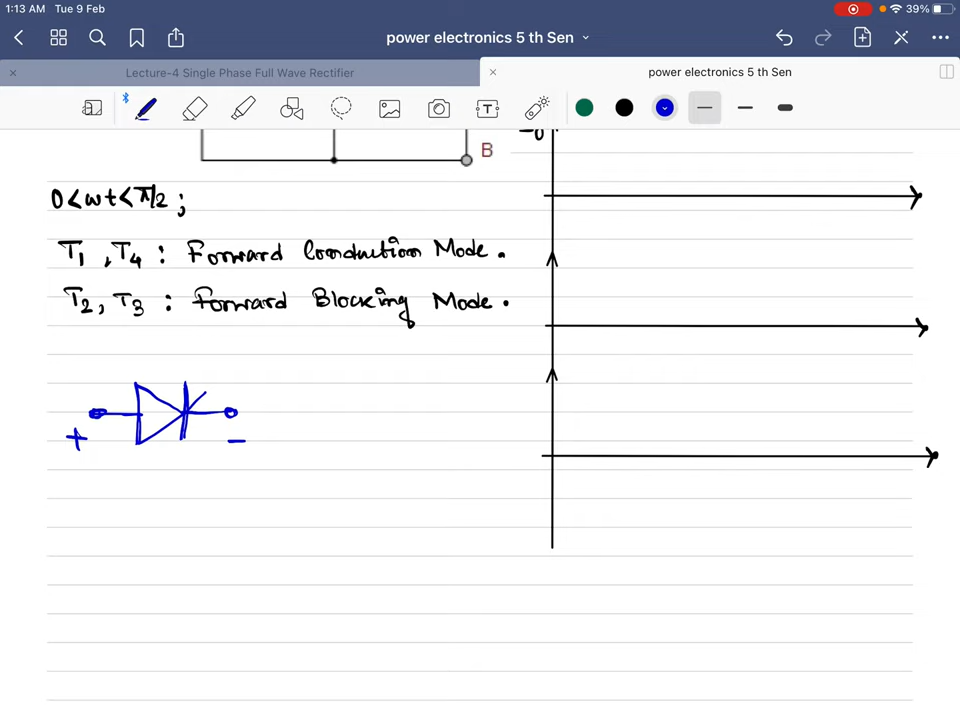 1:13 AM Tue 9 Feb
39%
power electronics 5 th Sen
Lecture-4 Single Phase Full Wave Rectifier
power electronics 5 th Sen
T
B
0<wt<π/2 ;
T1 , T4 : Forward Conduction Mode.
T2, T3 : Forward Blocking Mode.
+
−